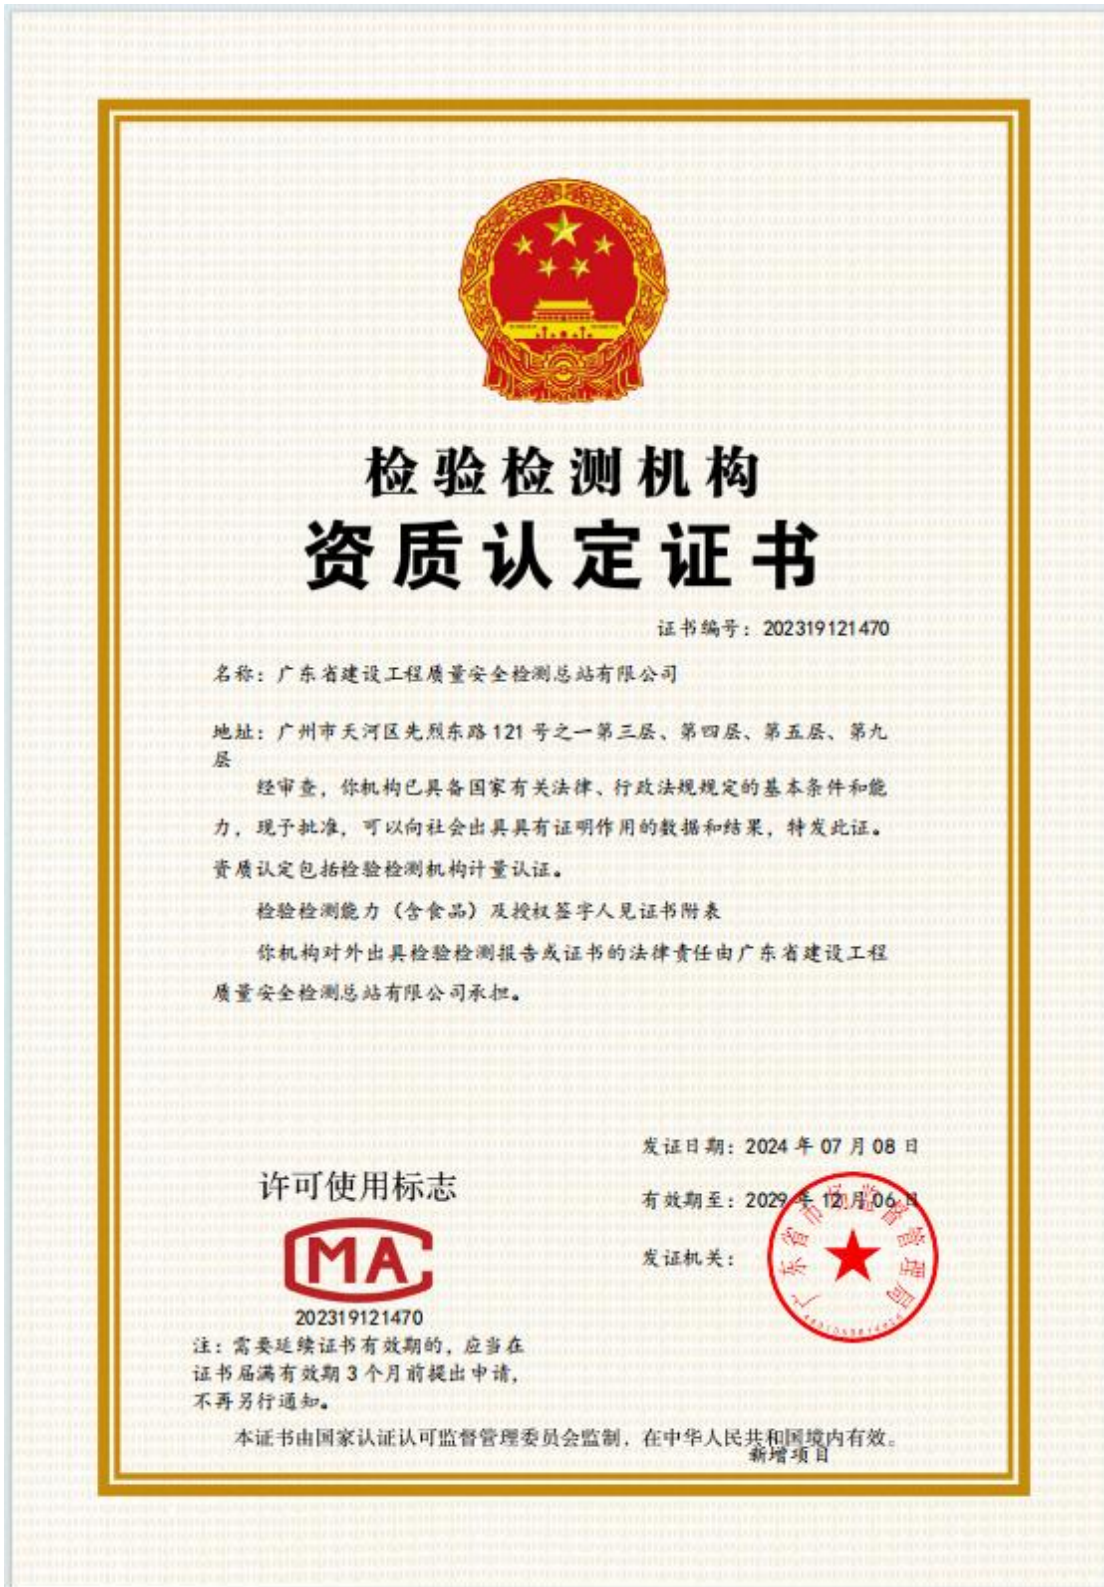 检验检测机构
资质认定证书
证书编号：202319121470
名称：广东省建设工程质量安全检测总站有限公司
地址：广州市天河区先烈东路121号之一第三层、第四层、第五层、第九
层
经审查，你机构已具备国家有关法律、行政法规规定的基本条件和能
力，现予批准，可以向社会出具具有证明作用的数据和结果，特发此证。
资质认定包括检验检测机构计量认证。
检验检测能力（含食品）及授权签字人见证书附表
你机构对外出具检验检测报告或证书的法律责任由广东省建设工程
质量安全检测总站有限公司承担。
发证日期：2024年07月08日
有效期至：2029年12月06日
发证机关：
广东省市场监督管理局
许可使用标志
MA
202319121470
注：需要延续证书有效期的，应当在
证书届满有效期3个月前提出申请，
不再另行通知。
本证书由国家认证认可监督管理委员会监制，在中华人民共和国境内有效。
新增项目